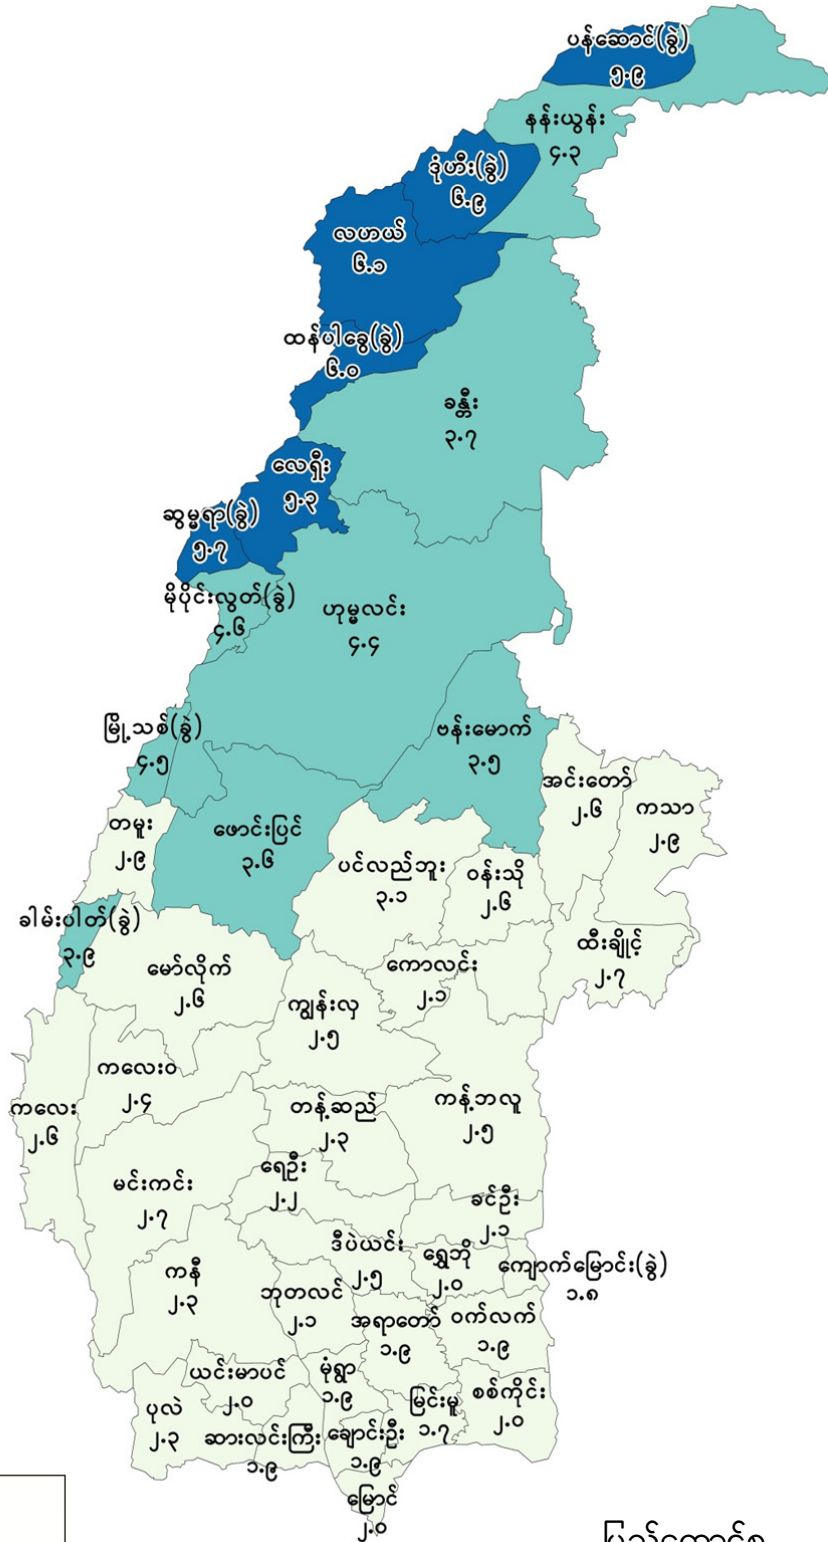 ပန်ဆောင်(ခွဲ)
၅.၉
နန်းယွန်း
၄.၃
ဒုံဟီး(ခွဲ)
၆.၉
လဟယ်
၆.၁
ထန်ပါခွေ(ခွဲ)
၆.၀
ခန္တီး
၃.၇
လေရှီး
၅.၃
ဆွမ္မရာ(ခွဲ)
၅.၇
မိုပိုင်းလွတ်(ခွဲ)
၄.၆
ဟုမ္မလင်း
၄.၄
မြို့သစ်(ခွဲ)
၄.၅
ဗန်းမောက်
၃.၅
အင်းတော်
၂.၆
ကသာ
၂.၉
တမူး
၂.၉
ဖောင်းပြင်
၃.၆
ပင်လည်ဘူး
၃.၁
ဝန်းသို
၂.၆
ခါမ်းပါတ်(ခွဲ)
၃.၉
ထီးချိုင့်
၂.၇
မော်လိုက်
၂.၆
ကောလင်း
၂.၁
ကျွန်းလှ
၂.၅
ကလေးဝ
၂.၄
ကလေး
၂.၆
တန့်ဆည်
၂.၃
ကန့်ဘလူ
၂.၅
မင်းကင်း
၂.၇
ရေဦး
၂.၂
ခင်ဦး
၂.၁
ကနီ
၂.၃
ဒီပဲယင်း
၂.၅
ရွှေဘို
၂.၀
ကျောက်မြောင်း(ခွဲ)
၁.၈
ဘုတလင်
၂.၁
အရာတော်
၁.၉
ဝက်လက်
၁.၉
ယင်းမာပင်
၂.၀
မုံရွာ
၁.၉
မြင်းမူ
၁.၇
စစ်ကိုင်း
၂.၀
ပုလဲ
၂.၃
ဆားလင်းကြီး
၁.၉
ချောင်းဦး
၁.၉
မြောင်
၂.၀